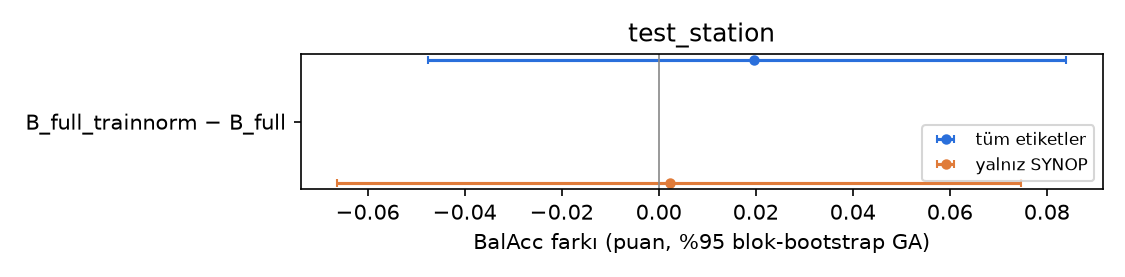 test_station
B_full_trainnorm − B_full
tüm etiketler
yalnız SYNOP
−0.06 −0.04 −0.02 0.00 0.02 0.04 0.06 0.08
BalAcc farkı (puan, %95 blok-bootstrap GA)